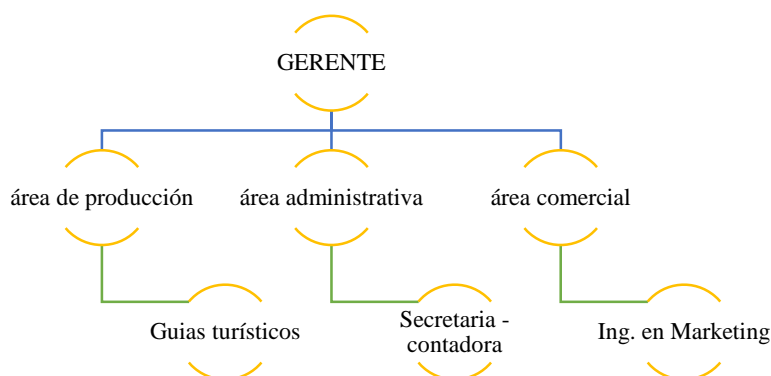 GERENTE
área de producción
área administrativa
área comercial
Guias turísticos
Secretaria -
contadora
Ing. en Marketing